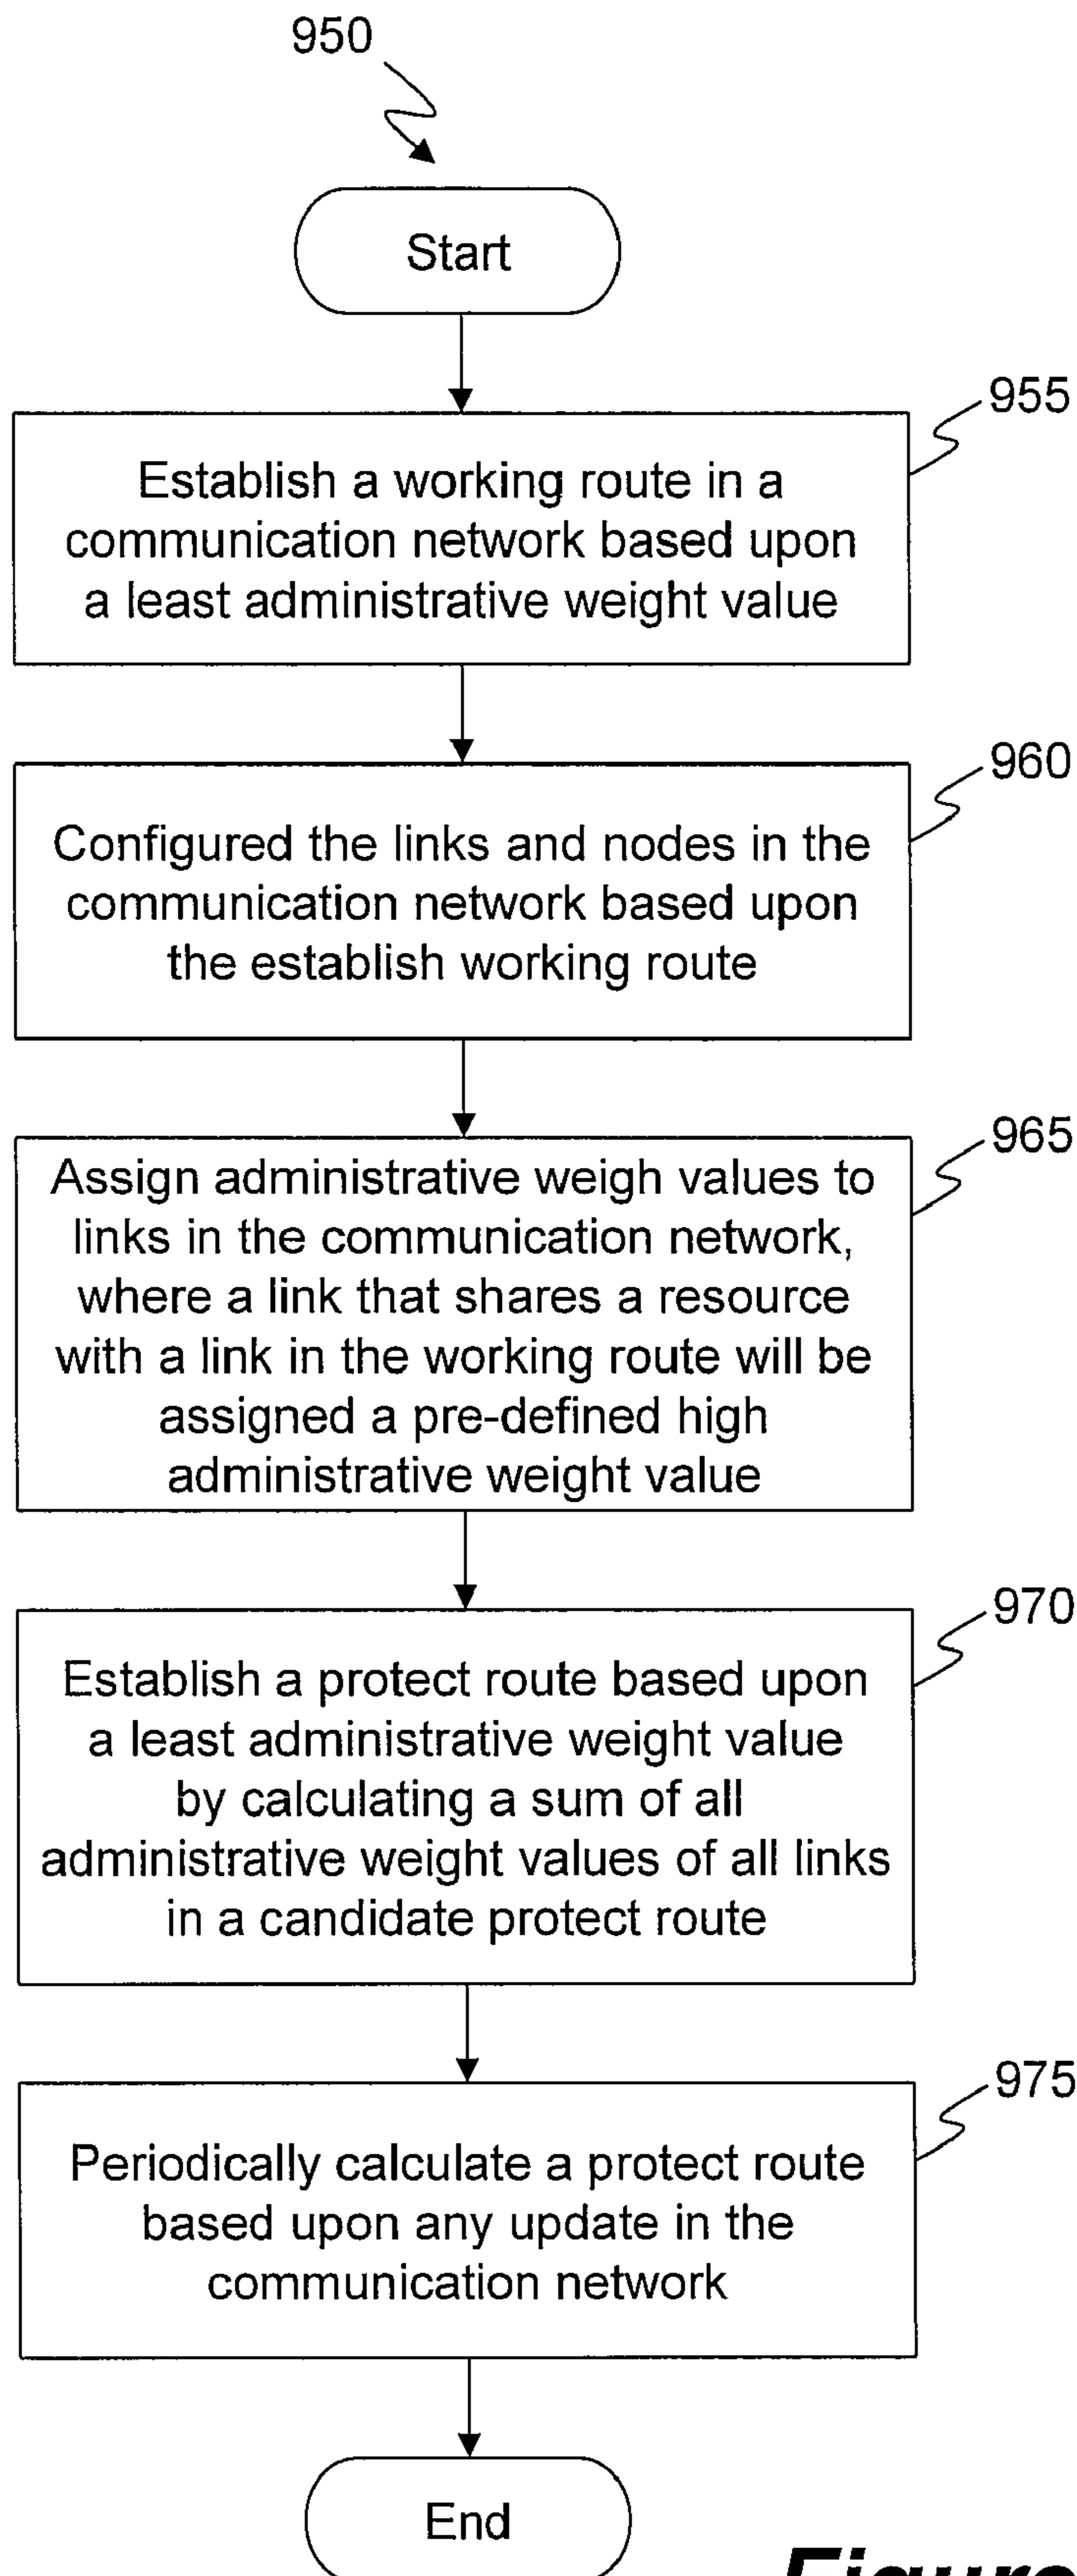 950
Start
955
Establish a working route in a
communication network based upon
a least administrative weight value
960
Configured the links and nodes in the
communication network based upon
the establish working route
965
Assign administrative weigh values to
links in the communication network,
where a link that shares a resource
with a link in the working route will be
assigned a pre-defined high
administrative weight value
970
Establish a protect route based upon
a least administrative weight value
by calculating a sum of all
administrative weight values of all links
in a candidate protect route
975
Periodically calculate a protect route
based upon any update in the
communication network
End
Figure